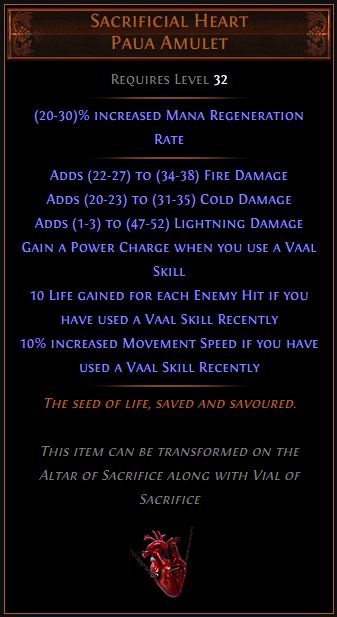 Sacrificial Heart
Paua Amulet
Requires Level 32
(20-30)% increased Mana Regeneration
Rate
Adds (22-27) to (34-38) Fire Damage
Adds (20-23) to (31-35) Cold Damage
Adds (1-3) to (47-52) Lightning Damage
Gain a Power Charge when you use a Vaal
Skill
10 Life gained for each Enemy Hit if you
have used a Vaal Skill Recently
10% increased Movement Speed if you have
used a Vaal Skill Recently
The seed of life, saved and savoured.
This item can be transformed on the
Altar of Sacrifice along with Vial of
Sacrifice